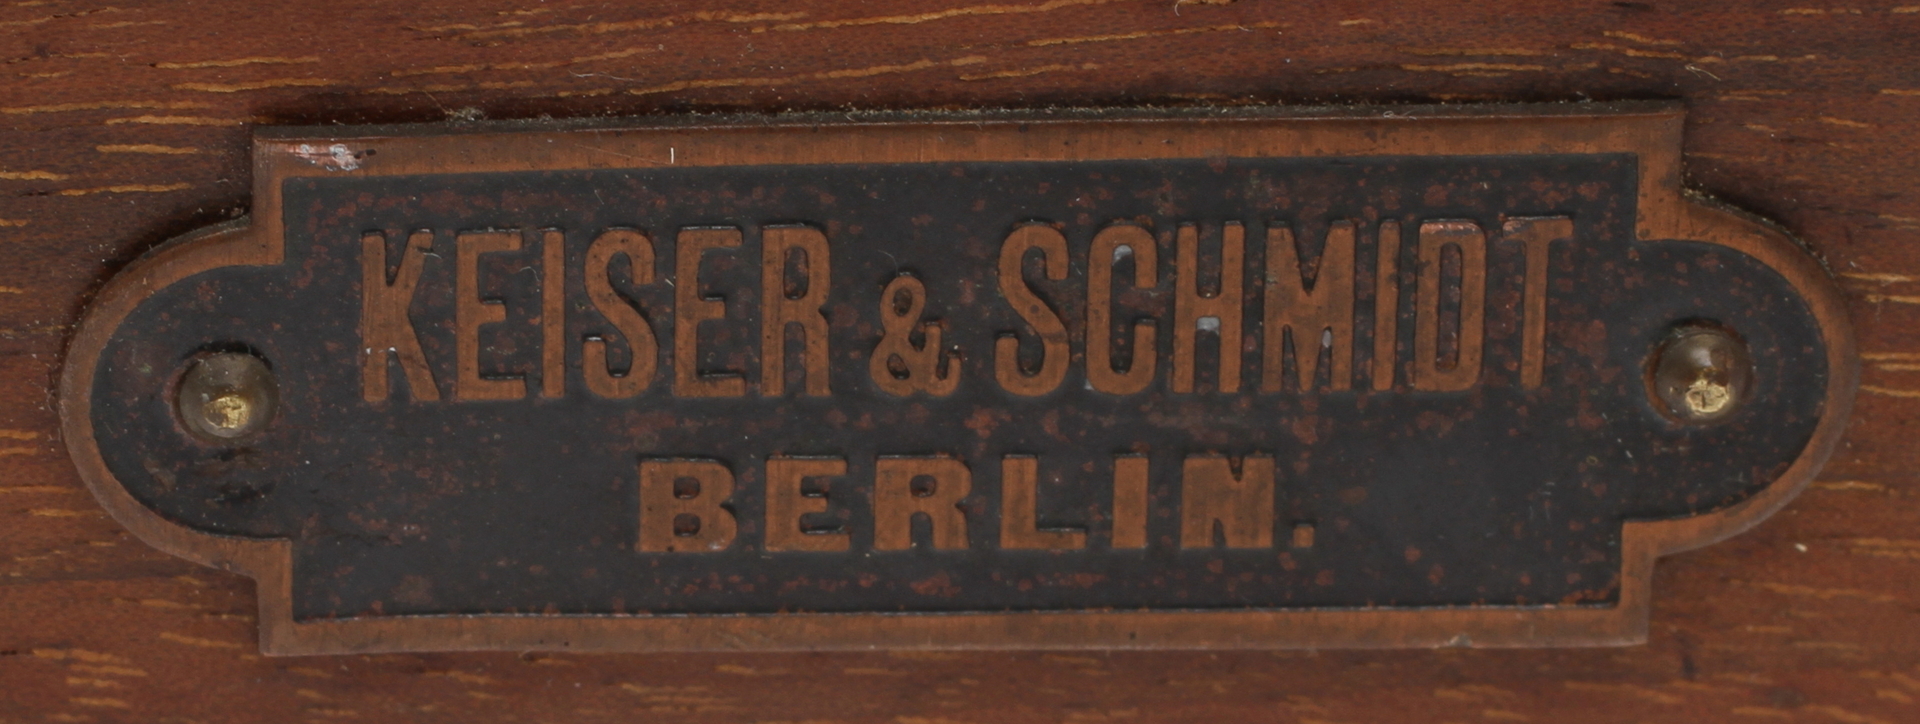 KEISER & SCHMIDT
BERLIN.